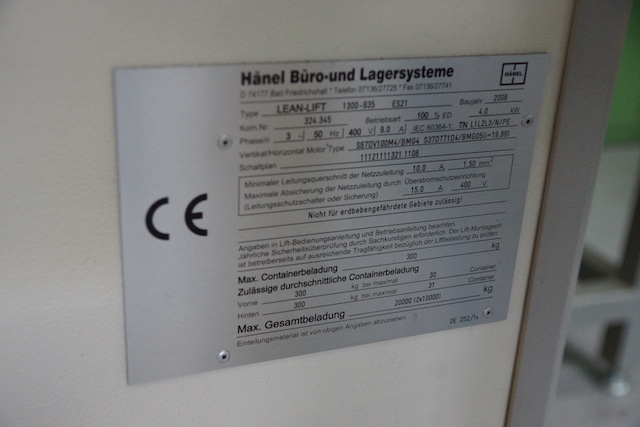 Hänel Büro-und Lagersysteme
HÄNEL
D 74177 Bad Friedrichshall * Telefon 07136/27725 * Fax 07136/27741
Type LEAN-LIFT 1300-635 ES21 Baujahr 2008
Kom.Nr. 324.345 Betriebsart 100 % ED 4.0 kW
Phase/n 3 - / 50 Hz / 400 V / 9.0 A IEC 60364-1: TN L1L2L3/N/PE
Vertikal/Horizontal Motor Type S67DV100M4/BMG4 S37DT71D4/BMG05(i=19.89)
Schaltplan 11121111321.1108
Minimaler Leitungsquerschnitt der Netzzuleitung 10.0 A 1,50 mm²
Maximale Absicherung der Netzzuleitung durch Überstromschutzeinrichtung
(Leitungsschutzschalter oder Sicherung) 15.0 A 400 V
Nicht für erdbebengefährdete Gebiete zulässig!
CE
Angaben in Lift-Bedienungsanleitung und Betriebsanleitung beachten.
Jährliche Sicherheitsüberprüfung durch Sachkundigen erforderlich. Der Lift-Montageort
ist betreiberseits auf ausreichende Tragfähigkeit bezüglich der Liftbelastung zu prüfen.
Max. Containerbeladung 300 kg
Zulässige durchschnittliche Containerbeladung
Vorne 300 kg bei maximal 30 Container
Hinten 300 kg bei maximal 31 Container
Max. Gesamtbeladung 20000 (2x10000) kg
Einteilungsmaterial ist von obigen Angaben abzuziehen.